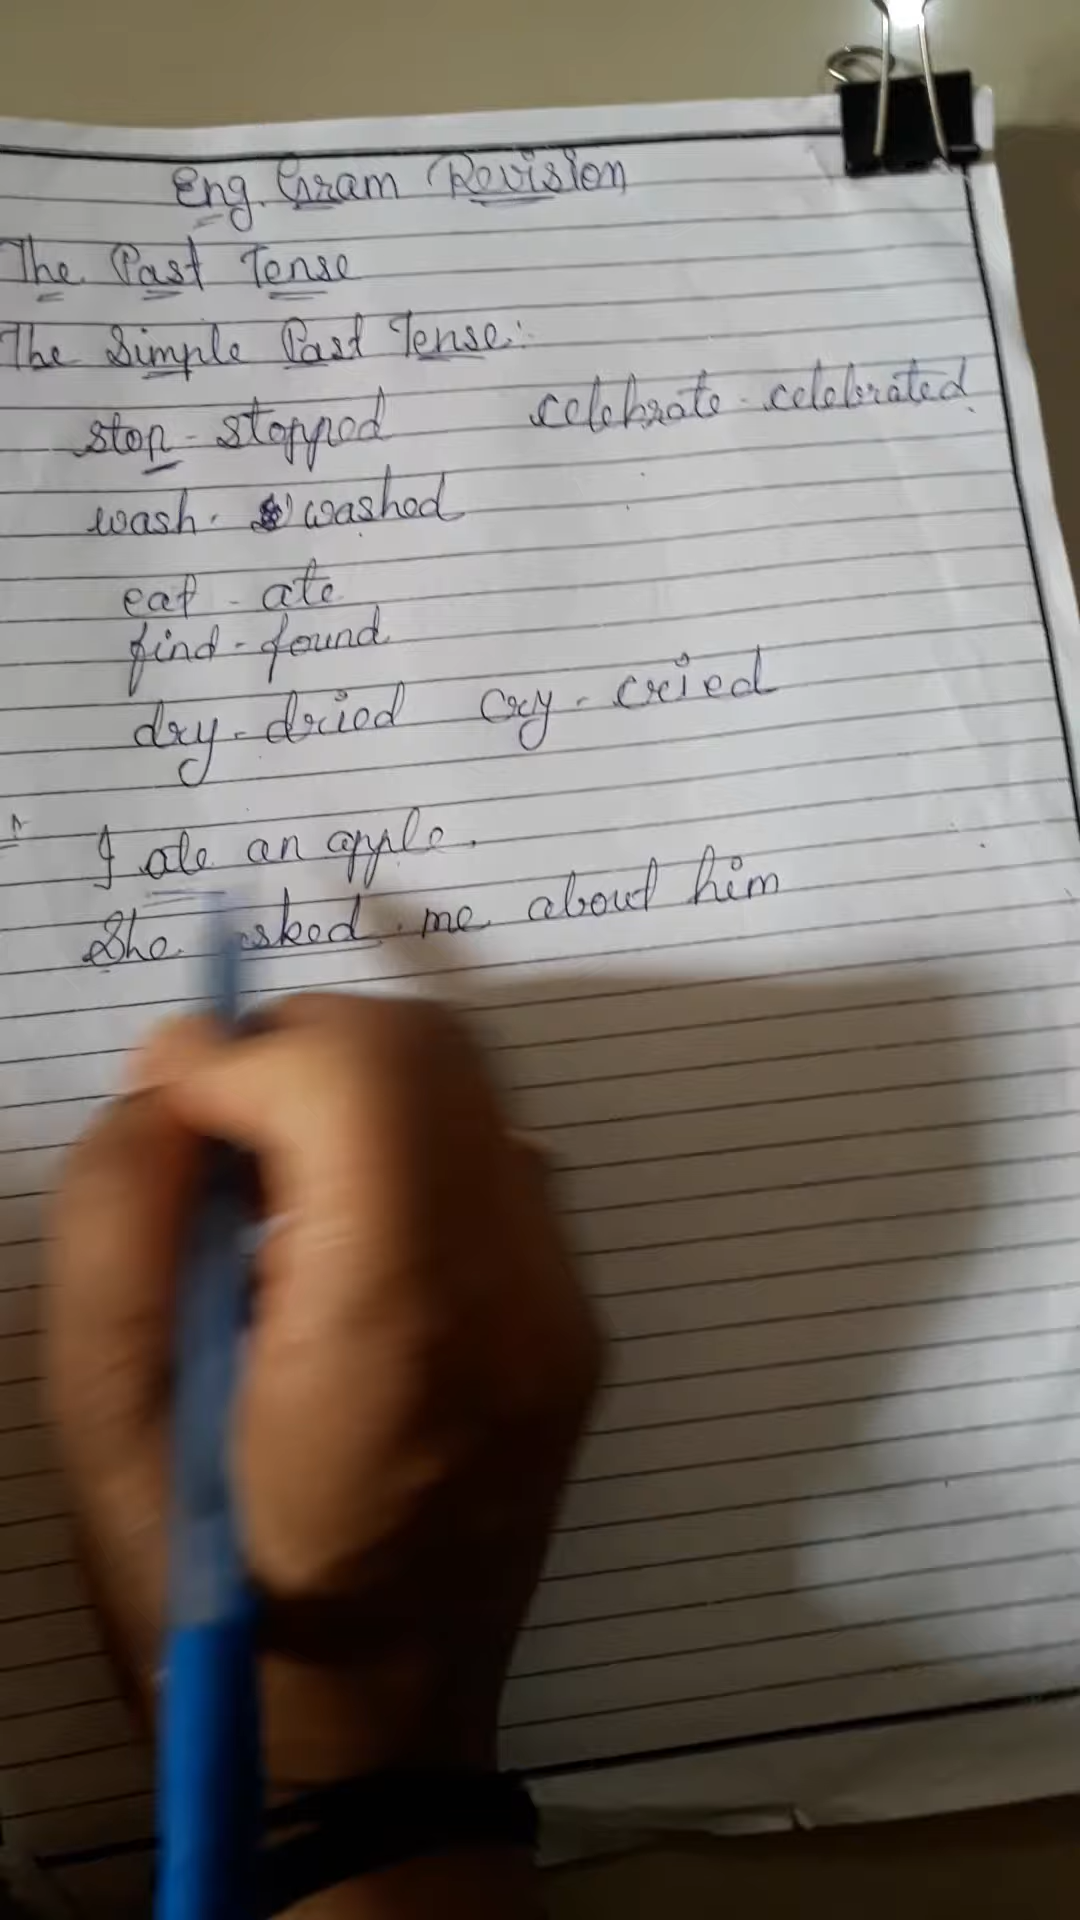 Eng. Gram Revision
The Past Tense
The Simple Past Tense:
stop - stopped celebrate - celebrated
wash. washed
eat - ate
find - found
dry - dried cry - cried
I ate an apple.
She asked me about him